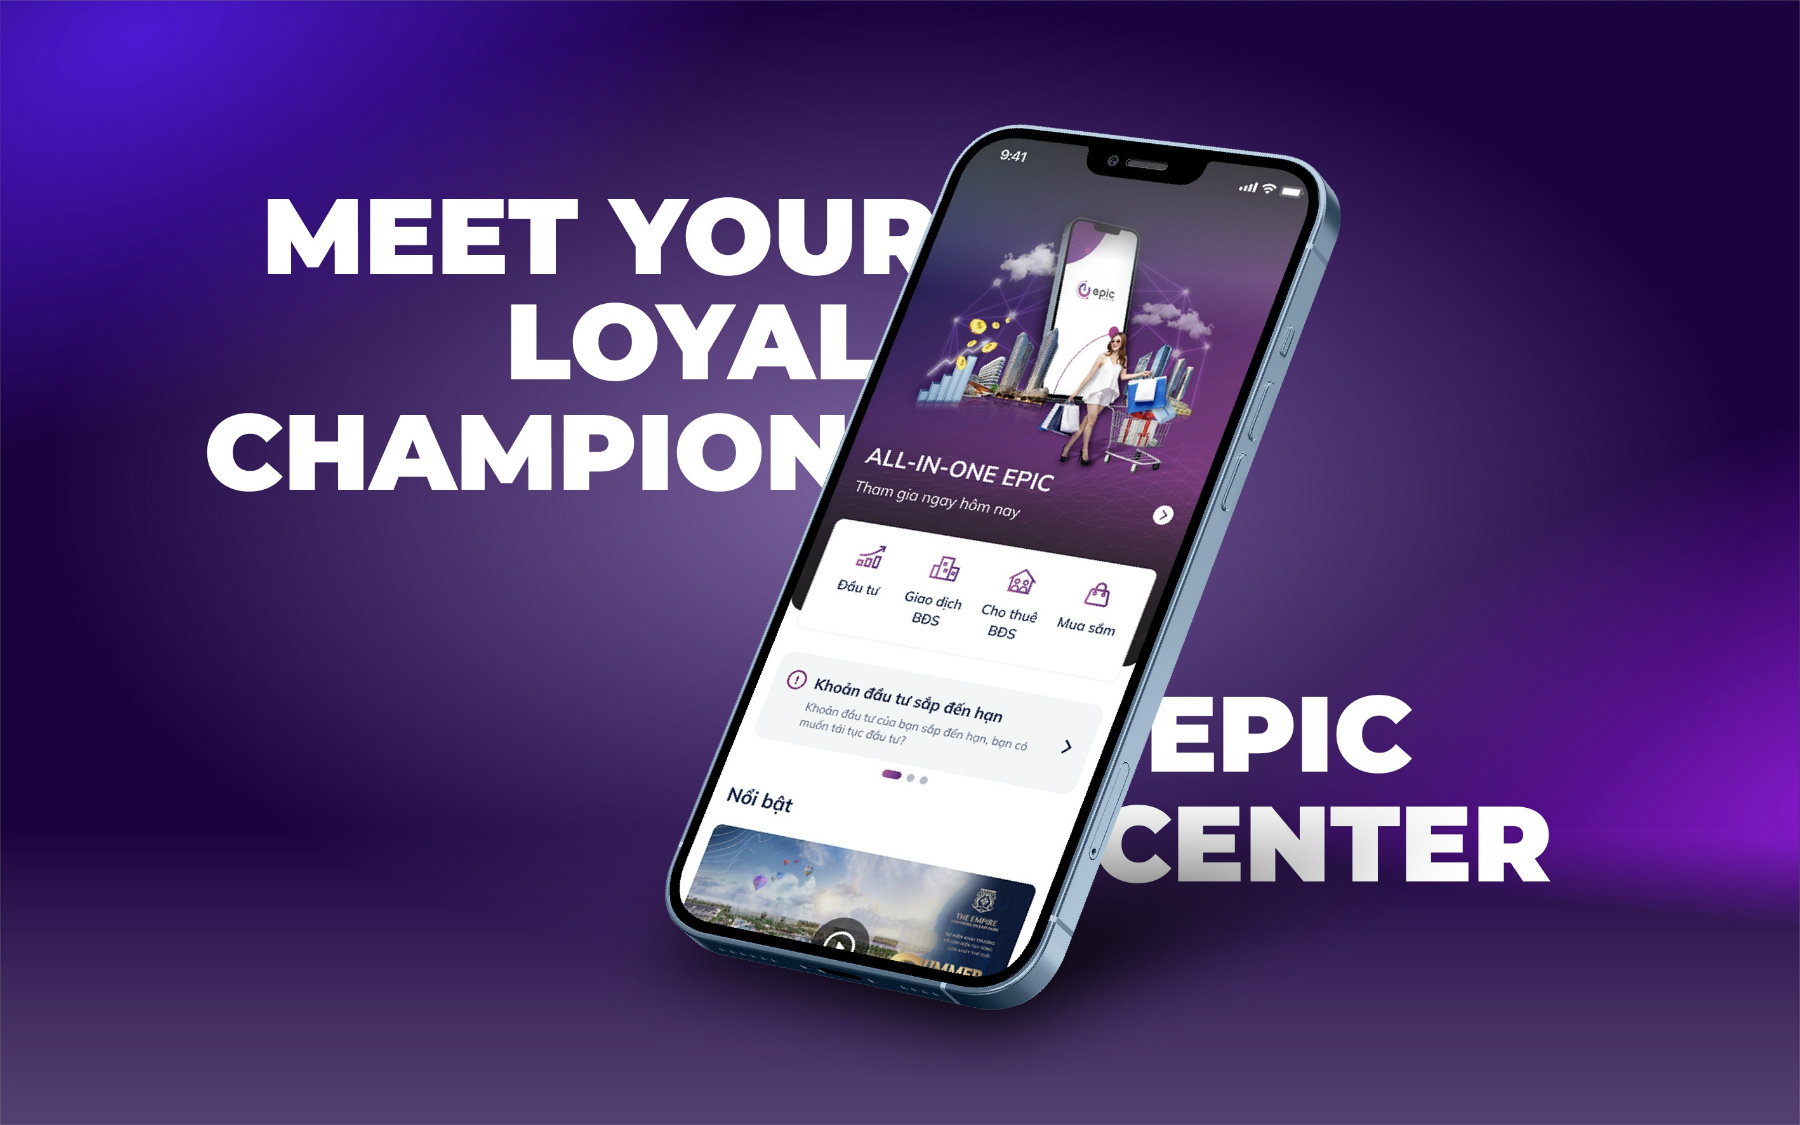 MEET YOUR
LOYAL
CHAMPION
9:41
epic
ALL-IN-ONE EPIC
Tham gia ngay hôm nay
Đầu tư
Giao dịch
BĐS
Cho thuê
BĐS
Mua sắm
Khoản đầu tư sắp đến hạn
Khoản đầu tư của bạn sắp đến hạn, bạn có
muốn tái tục đầu tư?
Nổi bật
THE EMPIRE
SUMMER
EPIC
CENTER